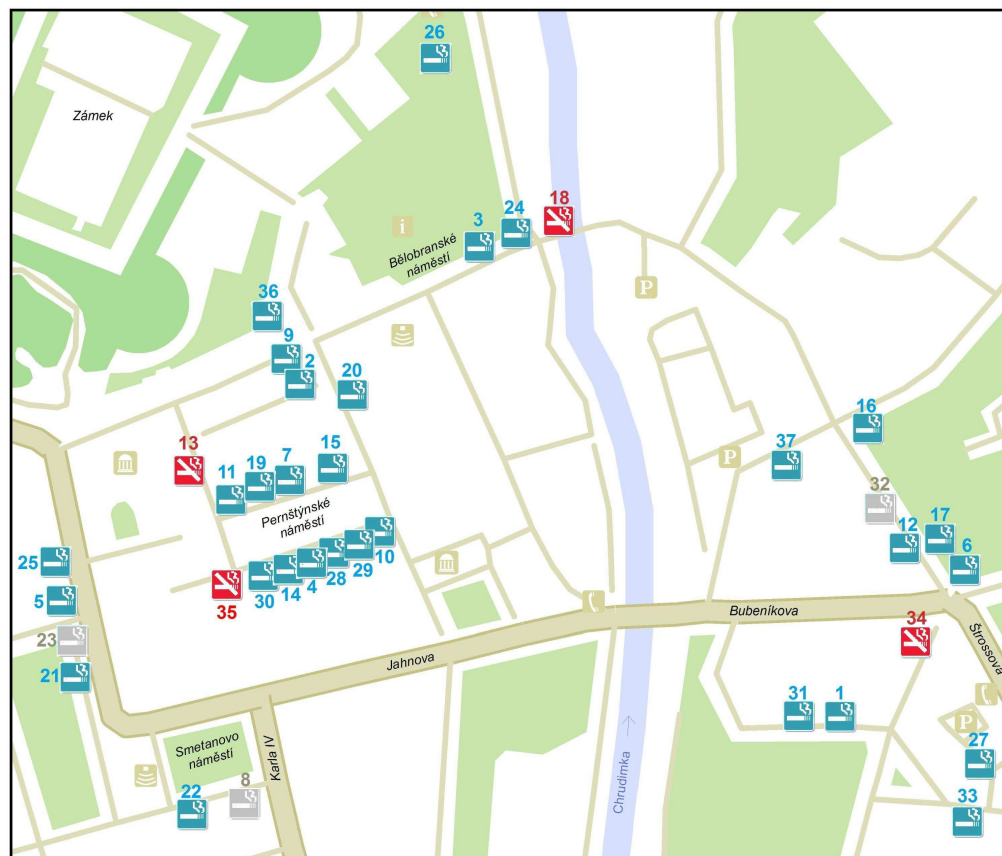 26
Zámek
18
24
3
i
Bělobranské
náměstí
P
36
9
2
20
16
13
15
37
P
7
19
11
32
Pernštýnské
náměstí
17
12
6
10
25
29
28
4
14
30
5
35
Bubeníkova
34
23
Štrossova
Jahnova
21
31
1
P
Smetanovo
náměstí
Karla IV
Chrudimka →
27
8
22
33